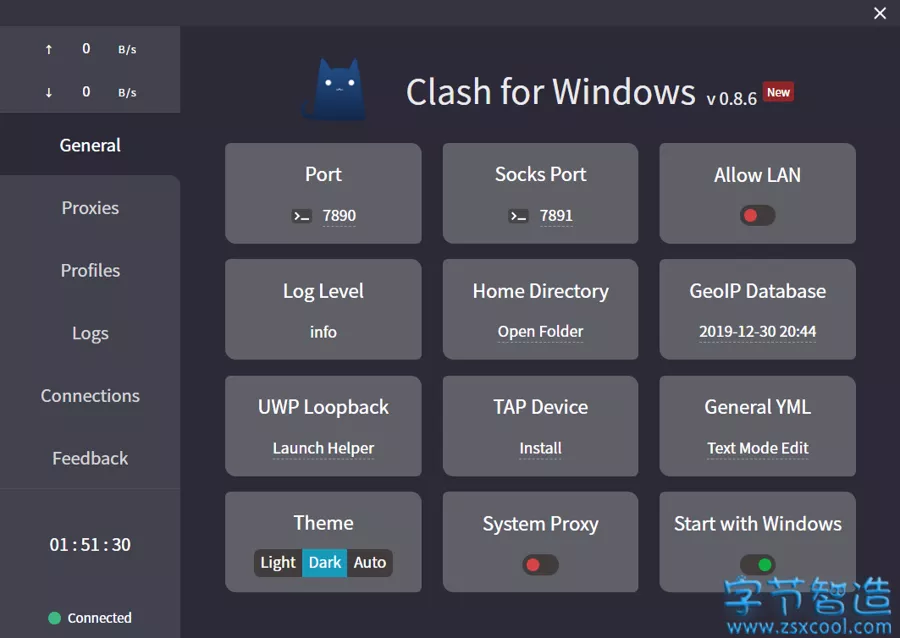 ↑ 0 B/s
↓ 0 B/s
General
Proxies
Profiles
Logs
Connections
Feedback
01 : 51 : 30
Connected
Clash for Windows v 0.8.6 New
Port
7890
Socks Port
7891
Allow LAN
Log Level
info
Home Directory
Open Folder
GeoIP Database
2019-12-30 20:44
UWP Loopback
Launch Helper
TAP Device
Install
General YML
Text Mode Edit
Theme
Light Dark Auto
System Proxy
Start with Windows
字节智造
www.zsxcool.com